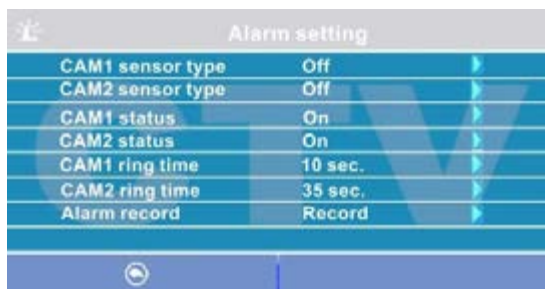 Alarm setting
CAM1 sensor type Off
CAM2 sensor type Off
CAM1 status On
CAM2 status On
CAM1 ring time 10 sec.
CAM2 ring time 35 sec.
Alarm record Record
CTV